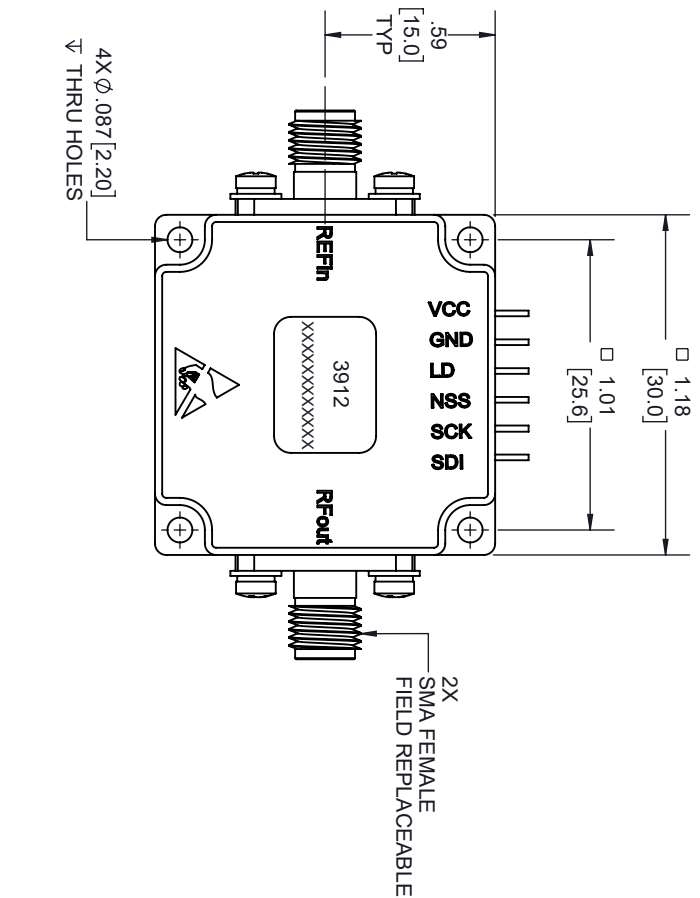 .59
[15.0]
TYP
4X Ø .087 [2.20]
↧ THRU HOLES
□ 1.18
[30.0]
□ 1.01
[25.6]
REFin
VCC
GND
LD
NSS
SCK
SDI
3912
XXXXXXXXXXXX
RFout
2X
SMA FEMALE
FIELD REPLACEABLE